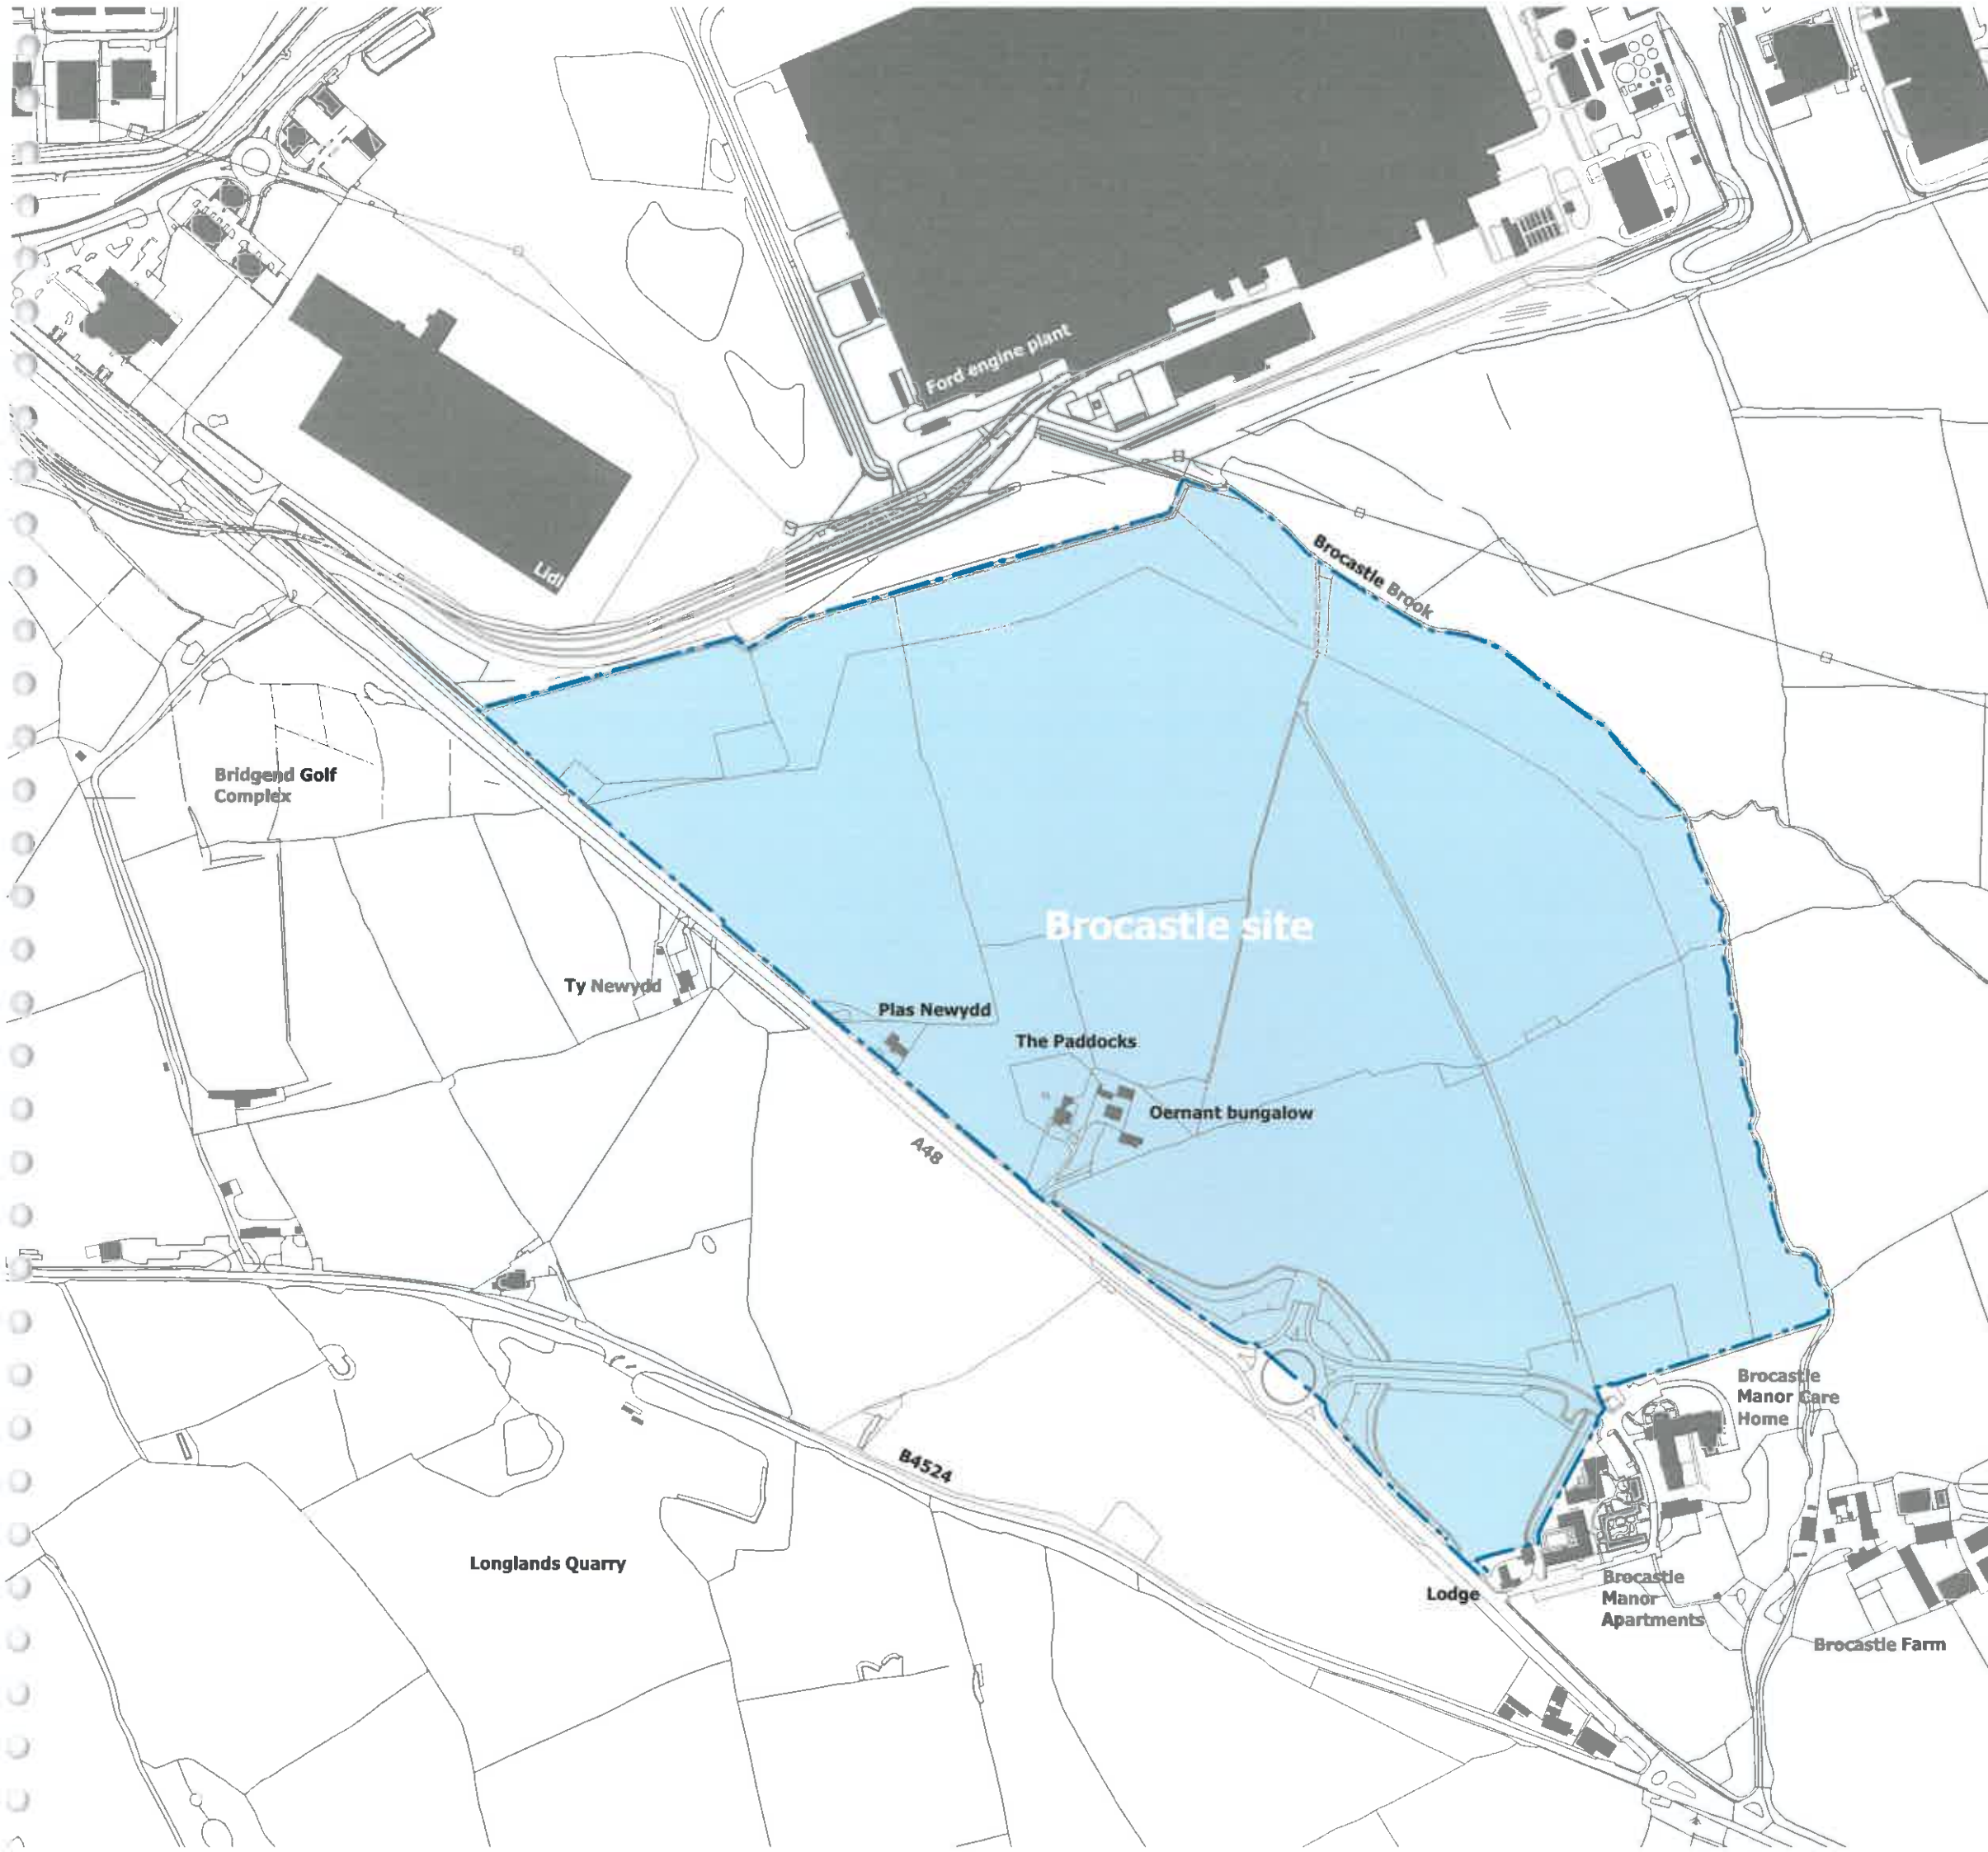 Ford engine plant
Lidl
Brocastle Brook
Bridgend Golf
Complex
Brocastle site
Ty Newydd
Plas Newydd
The Paddocks
Oernant bungalow
A48
Brocastle
Manor Care
Home
B4524
Longlands Quarry
Lodge
Brocastle
Manor
Apartments
Brocastle Farm